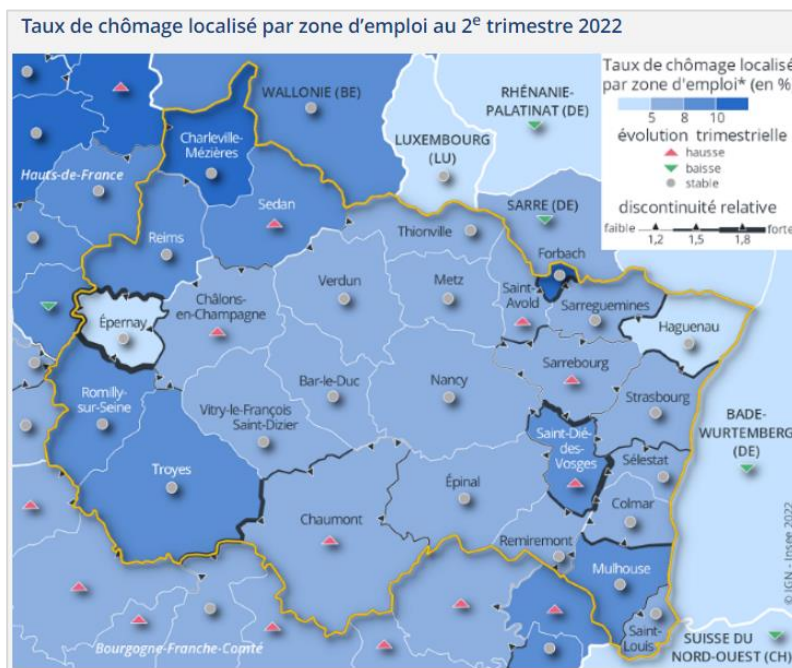 Taux de chômage localisé par zone d'emploi au 2e trimestre 2022
Taux de chômage localisé
par zone d'emploi* (en %
5 8 10
évolution trimestrielle
hausse
baisse
stable
discontinuité relative
faible 1,2 1,5 1,8 forte
WALLONIE (BE)
RHÉNANIE-
PALATINAT (DE)
LUXEMBOURG
(LU)
Charleville-
Mézières
Hauts-de-France
Sedan
SARRE (DE)
Reims
Thionville
Forbach
Verdun
Metz
Saint-
Avold
Sarreguemines
Châlons-
en-Champagne
Épernay
Haguenau
Sarrebourg
Bar-le-Duc
Nancy
Romilly-
sur-Seine
Strasbourg
Vitry-le-François
Saint-Dizier
BADE-
WURTEMBERG
(DE)
Saint-Dié-
des-
Vosges
Troyes
Sélestat
Épinal
Colmar
Chaumont
Remiremont
Mulhouse
Saint-
Louis
Bourgogne-Franche-Comté
SUISSE DU
NORD-OUEST (CH)
© IGN - Insee 2022